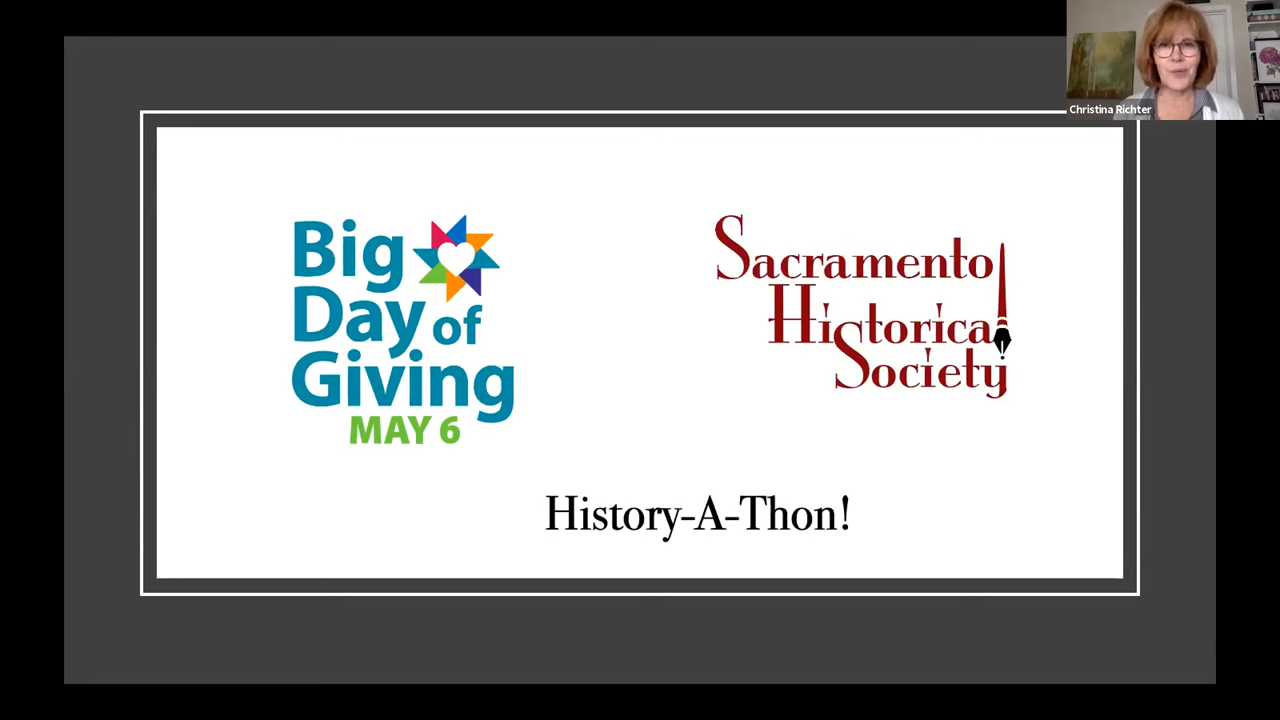 Christina Richter
Big
Day of
Giving
MAY 6
Sacramento
Historical
Society
History-A-Thon!